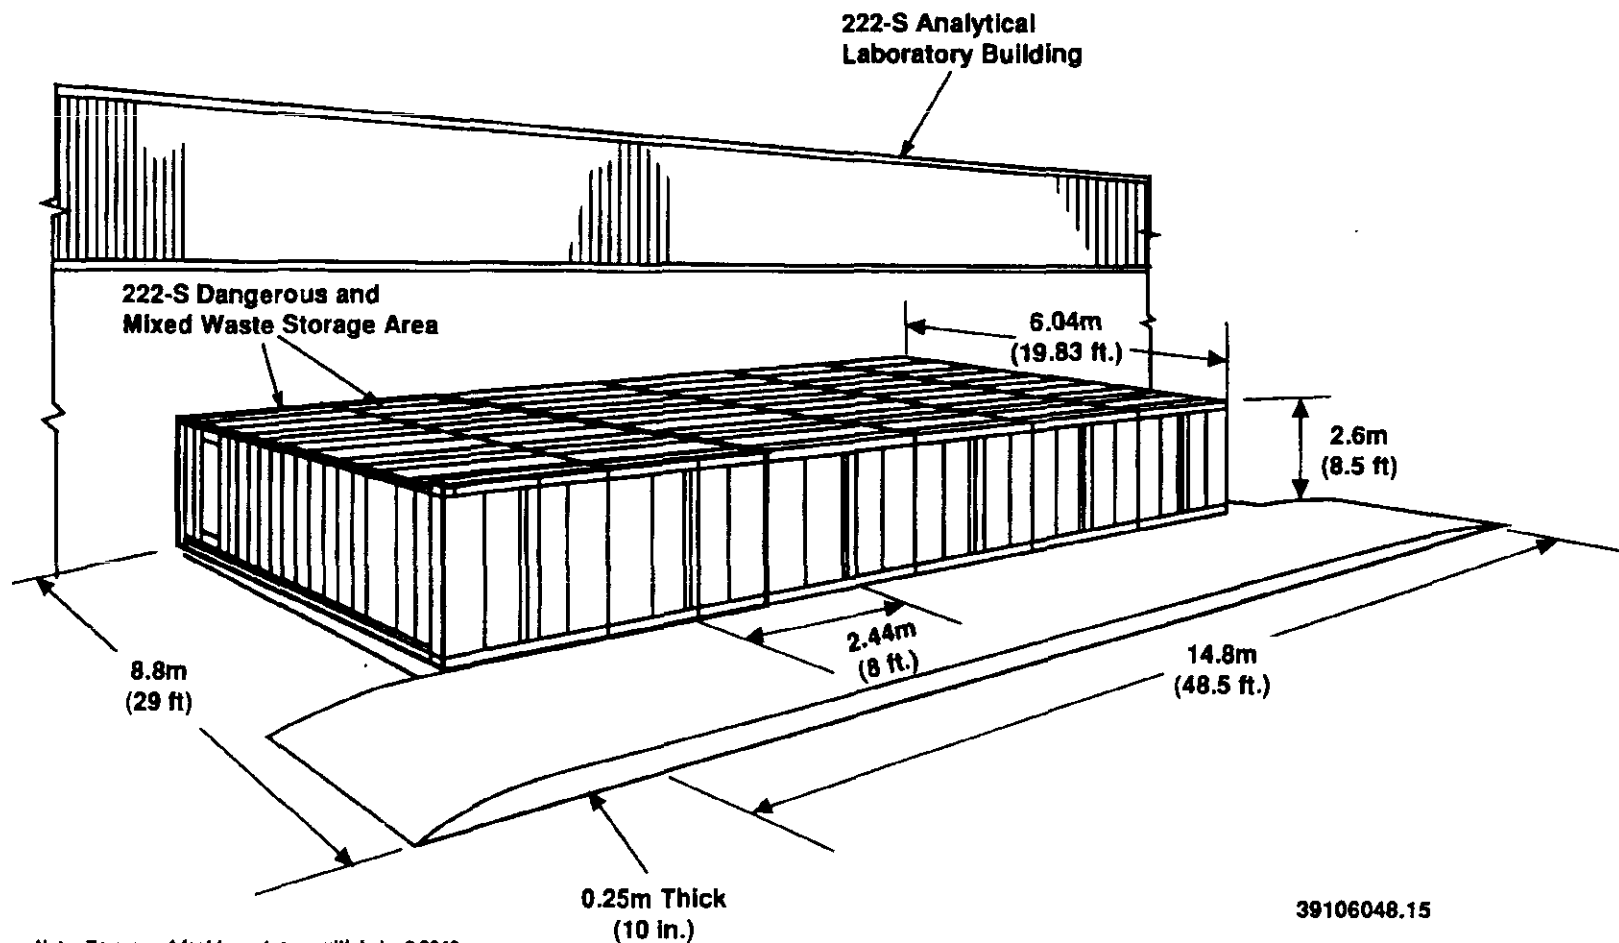 222-S Analytical
Laboratory Building
222-S Dangerous and
Mixed Waste Storage Area
6.04m
(19.83 ft.)
2.6m
(8.5 ft)
2.44m
(8 ft.)
14.8m
(48.5 ft.)
8.8m
(29 ft)
0.25m Thick
(10 in.)
39106048.15